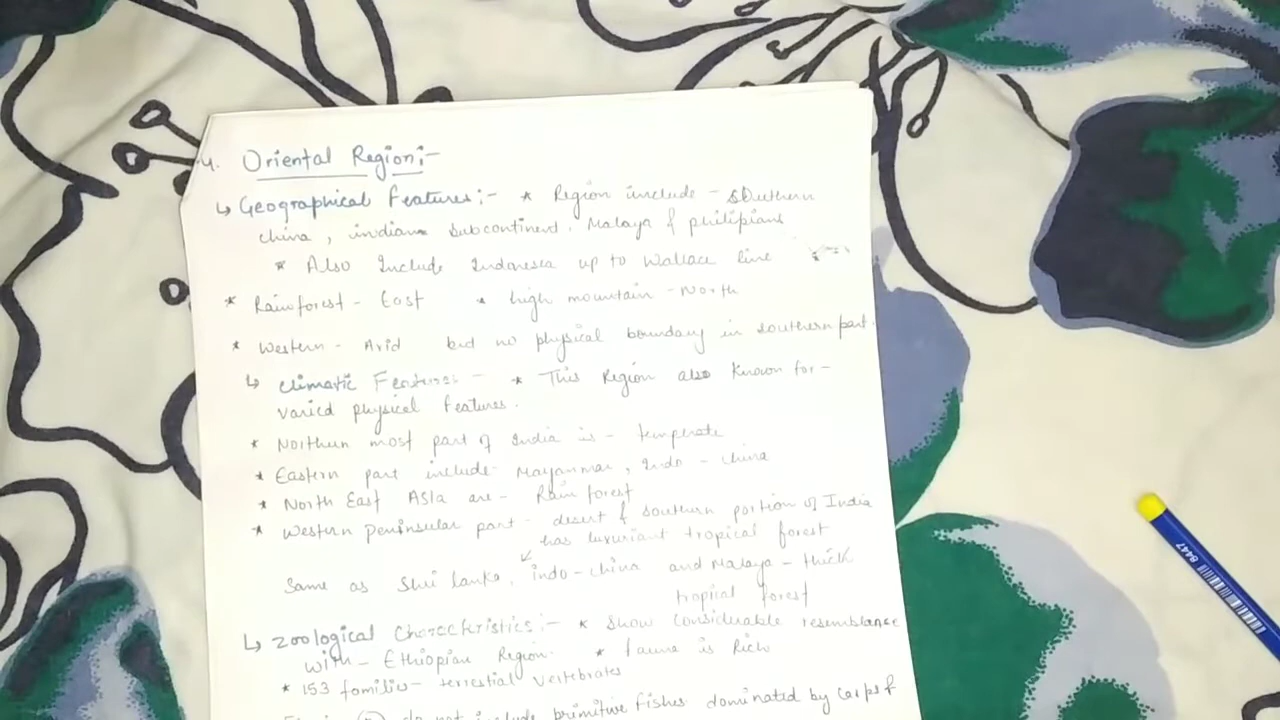 4. Oriental Region:-
↳ Geographical Features:- * Region include - Southern
china, indian subcontinent, Malaya & philipians
* Also Include Indonesea up to Wallace line
* Rainforest - East * high mountain - North
* Western - Arid but no physical boundary in southern part.
↳ climatic Features - * This Region also known for -
varied physical features.
* Northern most part of India is - temperate
* Eastern part include - Mayanmar, Indo - china
* North East Asia are - Rain forest
* Western Peninsular part - desert & southern portion of India
has luxuriant tropical forest
Same as Shri lanka, indo-china and Malaya - thick
tropical forest
↳ Zoological Charecteristics:- * Show considerable resemblance
with - Ethiopian Region. * fauna is Rich
* 153 families - terrestial vertebrates
do not include primitive fishes dominated by carps &
8447